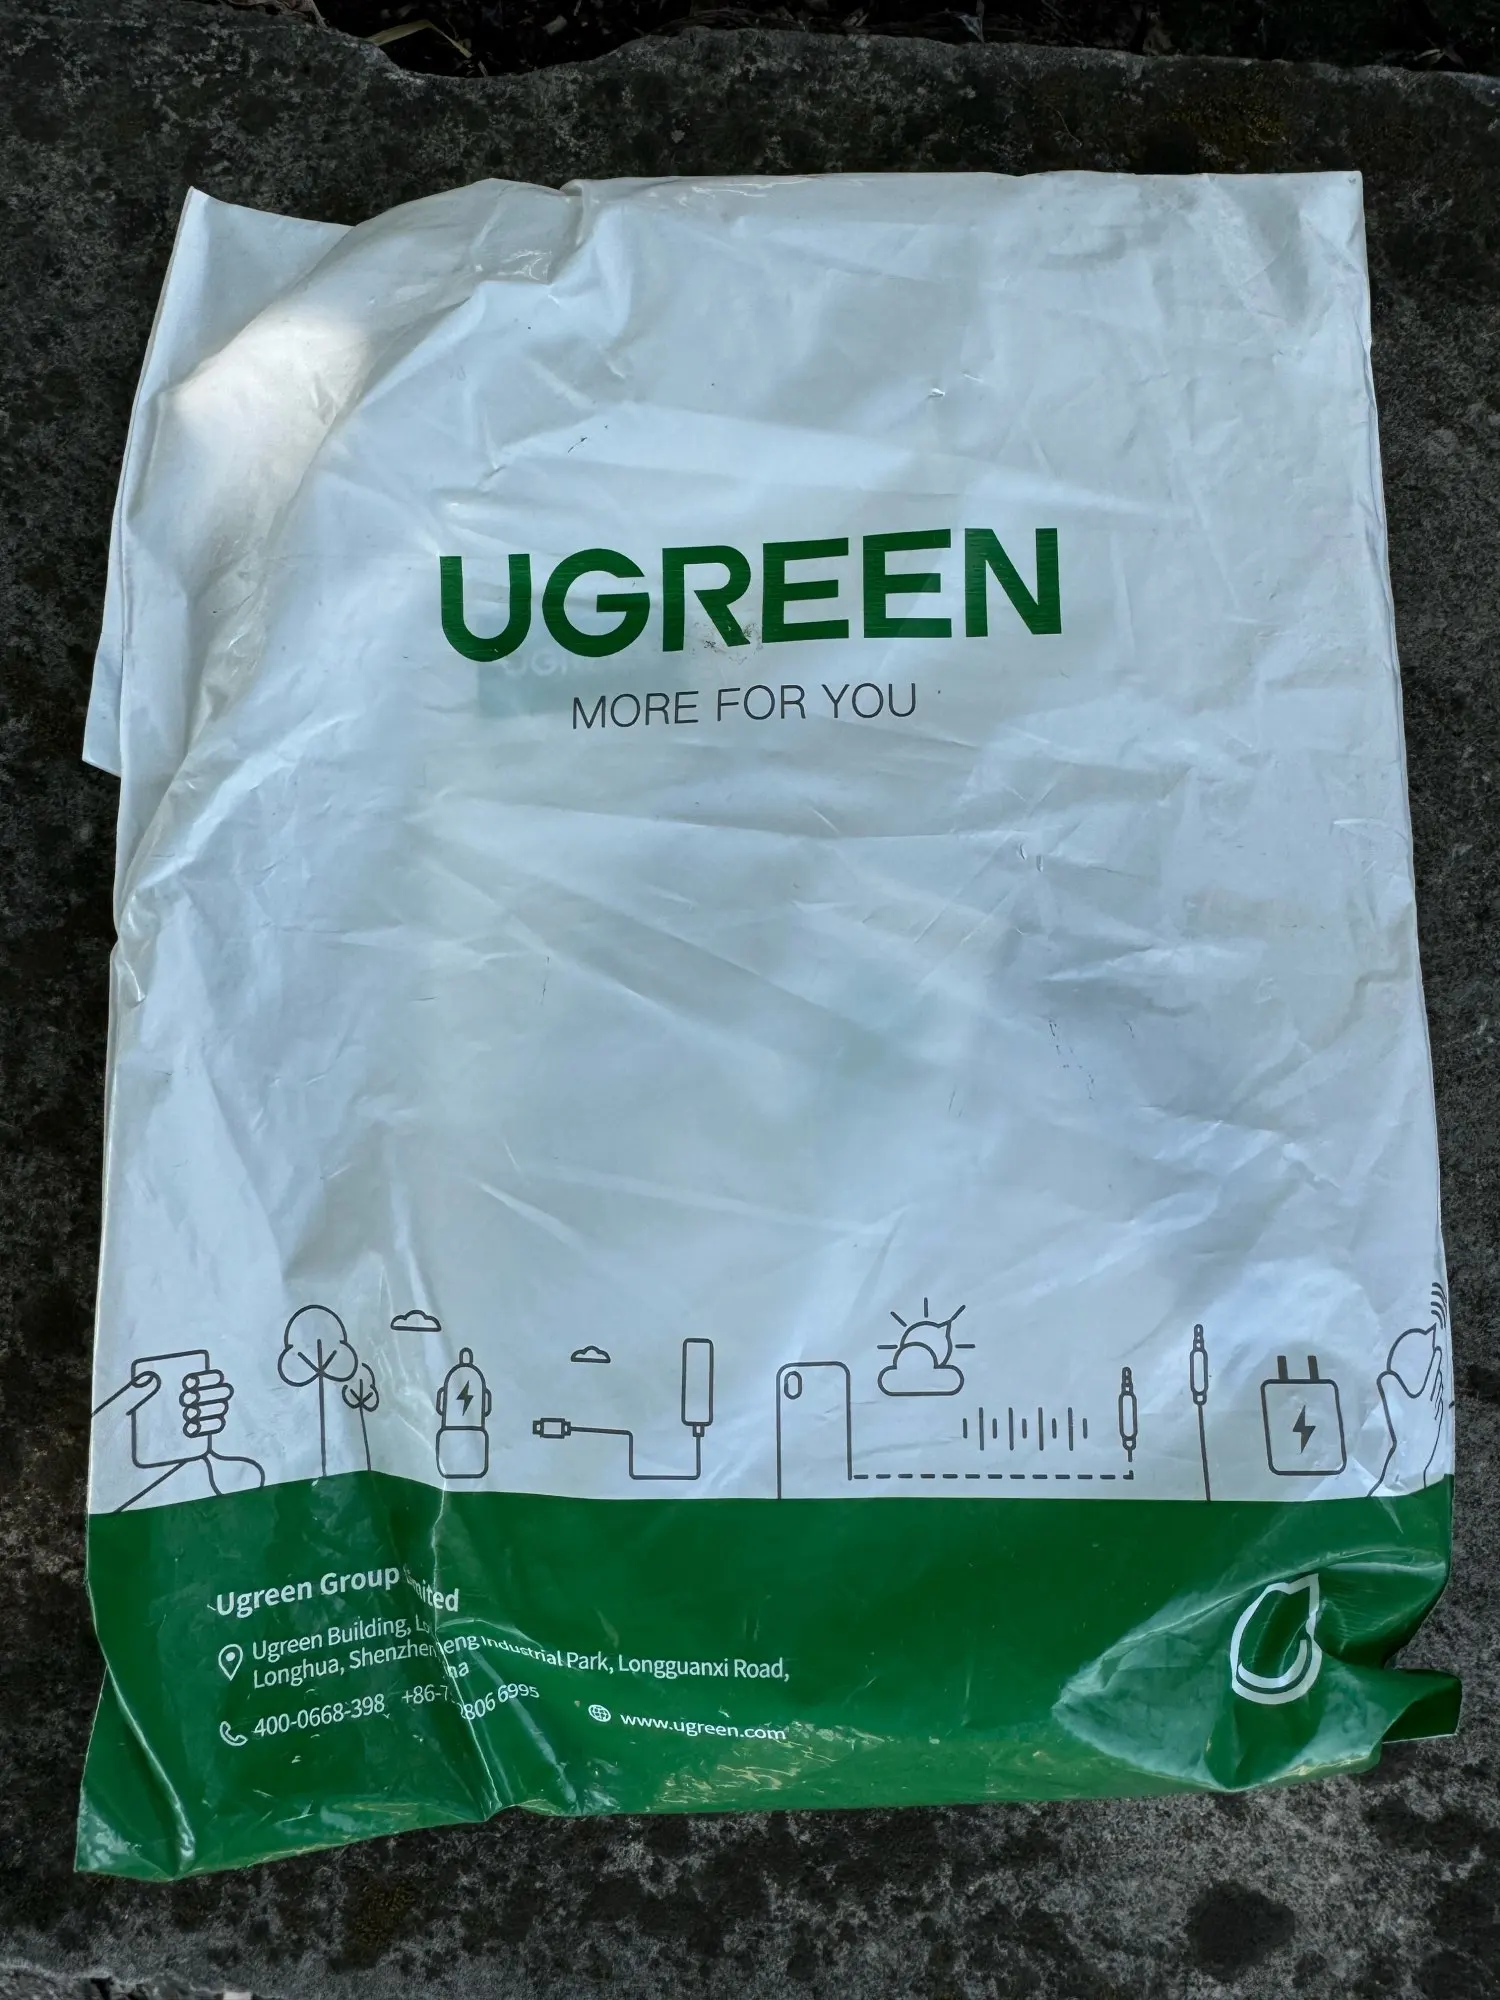 UGREEN
MORE FOR YOU
Ugreen Group
Ugreen Building, Industrial Park, Longguanxi Road,
Longhua,
400-0668-398 6995
www.ugreen.com